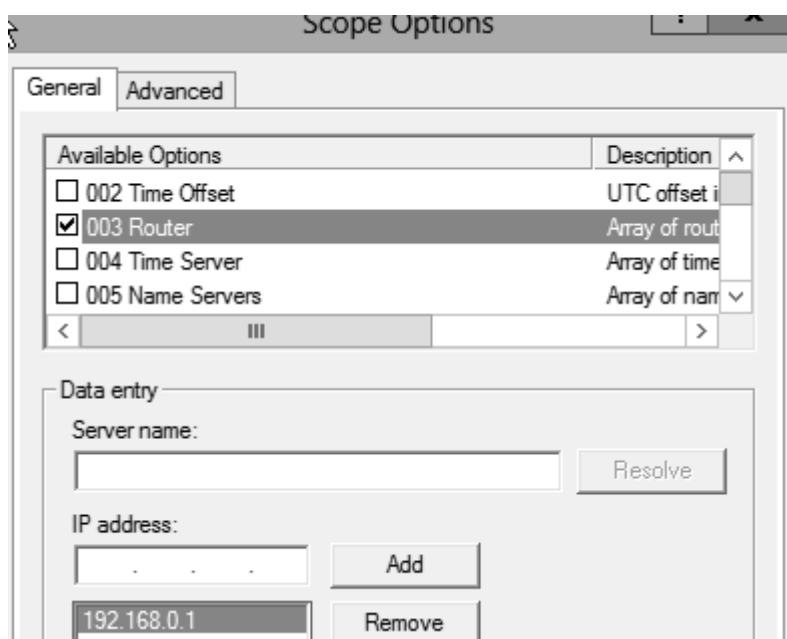 Scope Options
General Advanced
Available Options Description
002 Time Offset UTC offset i
003 Router Array of rout
004 Time Server Array of time
005 Name Servers Array of nam
Data entry
Server name:
Resolve
IP address:
. . . Add
192.168.0.1 Remove